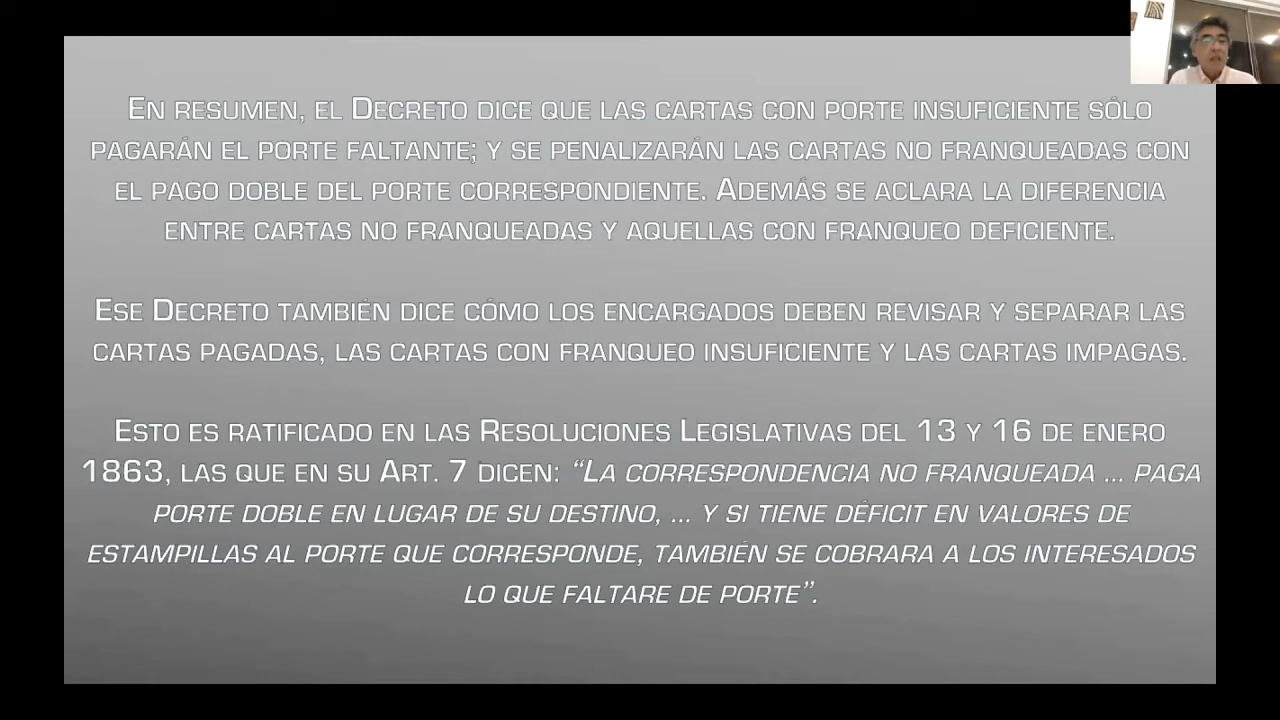 EN RESUMEN, EL DECRETO DICE QUE LAS CARTAS CON PORTE INSUFICIENTE SÓLO
PAGARÁN EL PORTE FALTANTE; Y SE PENALIZARÁN LAS CARTAS NO FRANQUEADAS CON
EL PAGO DOBLE DEL PORTE CORRESPONDIENTE. ADEMÁS SE ACLARA LA DIFERENCIA
ENTRE CARTAS NO FRANQUEADAS Y AQUELLAS CON FRANQUEO DEFICIENTE.
ESE DECRETO TAMBIÉN DICE CÓMO LOS ENCARGADOS DEBEN REVISAR Y SEPARAR LAS
CARTAS PAGADAS, LAS CARTAS CON FRANQUEO INSUFICIENTE Y LAS CARTAS IMPAGAS.
ESTO ES RATIFICADO EN LAS RESOLUCIONES LEGISLATIVAS DEL 13 Y 16 DE ENERO
1863, LAS QUE EN SU ART. 7 DICEN: “LA CORRESPONDENCIA NO FRANQUEADA ... PAGA
PORTE DOBLE EN LUGAR DE SU DESTINO, ... Y SI TIENE DÉFICIT EN VALORES DE
ESTAMPILLAS AL PORTE QUE CORRESPONDE, TAMBIÉN SE COBRARA A LOS INTERESADOS
LO QUE FALTARE DE PORTE”.